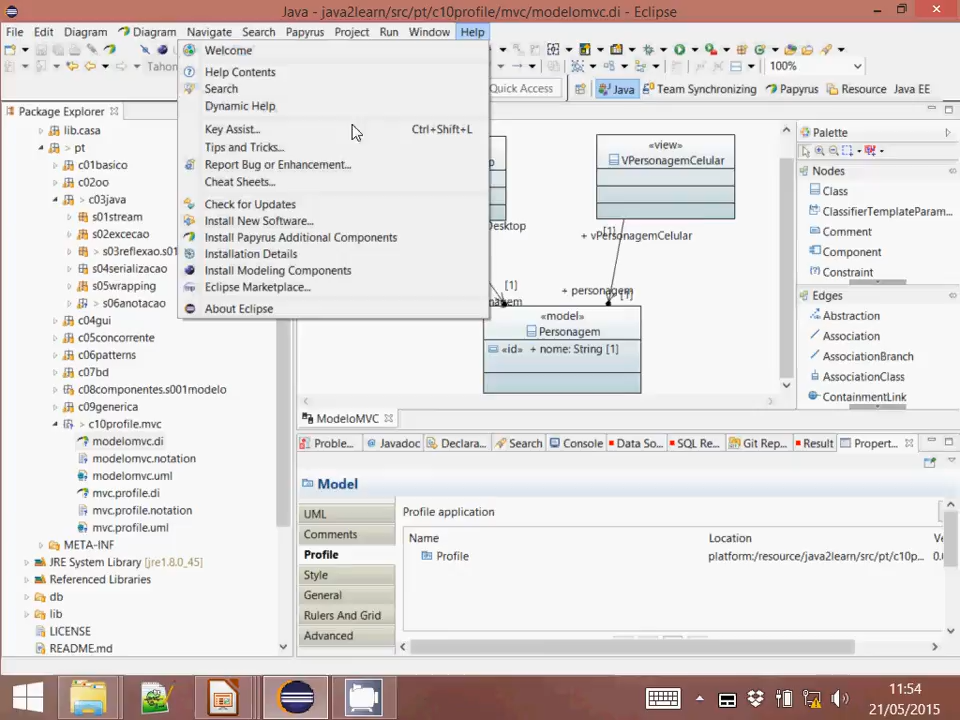 Java - java2learn/src/pt/c10profile/mvc/modelomvc.di - Eclipse
File Edit Diagram Diagram Navigate Search Papyrus Project Run Window Help
Tahon
100%
Quick Access
Java
Team Synchronizing
Papyrus
Resource
Java EE
Welcome
Help Contents
Search
Dynamic Help
Key Assist... Ctrl+Shift+L
Tips and Tricks...
Report Bug or Enhancement...
Cheat Sheets...
Check for Updates
Install New Software...
Install Papyrus Additional Components
Installation Details
Install Modeling Components
Eclipse Marketplace...
About Eclipse
Package Explorer
lib.casa
pt
c01basico
c02oo
> c03java
s01stream
s02excecao
> s03reflexao.s01
s04serializacao
s05wrapping
> s06anotacao
c04gui
c05concorrente
c06patterns
c07bd
c08componentes.s001modelo
c09generica
> c10profile.mvc
modelomvc.di
modelomvc.notation
modelomvc.uml
mvc.profile.di
mvc.profile.notation
mvc.profile.uml
META-INF
JRE System Library [jre1.8.0_45]
Referenced Libraries
db
lib
LICENSE
README.md
«view»
VPersonagemCelular
Desktop
[1]
+ vPersonagemCelular
[1]
+ personagem
[1]
«model»
Personagem
«id» + nome: String [1]
ModeloMVC
Palette
Nodes
Class
ClassifierTemplateParam...
Comment
Component
Constraint
Edges
Abstraction
Association
AssociationBranch
AssociationClass
ContainmentLink
Proble...
Javadoc
Declara...
Search
Console
Data So...
SQL Re...
Git Rep...
Result
Propert...
Model
UML
Comments
Profile
Style
General
Rulers And Grid
Advanced
Profile application
Name Location
Profile platform:/resource/java2learn/src/pt/c10p...
11:54
21/05/2015